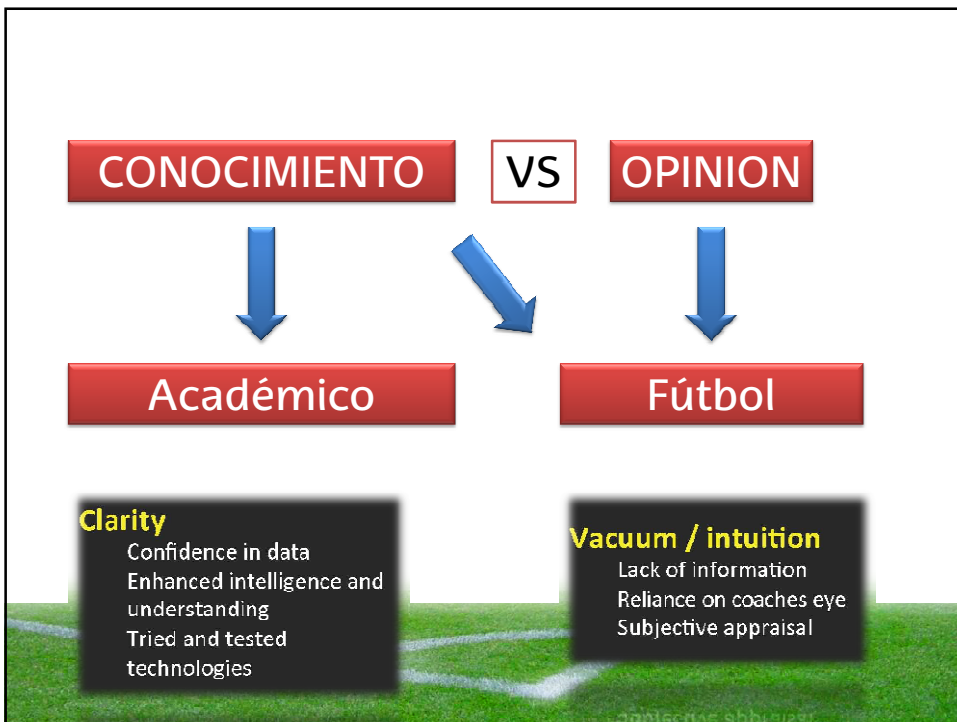 CONOCIMIENTO VS OPINION
Académico Fútbol
Clarity
Confidence in data
Enhanced intelligence and
understanding
Tried and tested
technologies
Vacuum / intuition
Lack of information
Reliance on coaches eye
Subjective appraisal